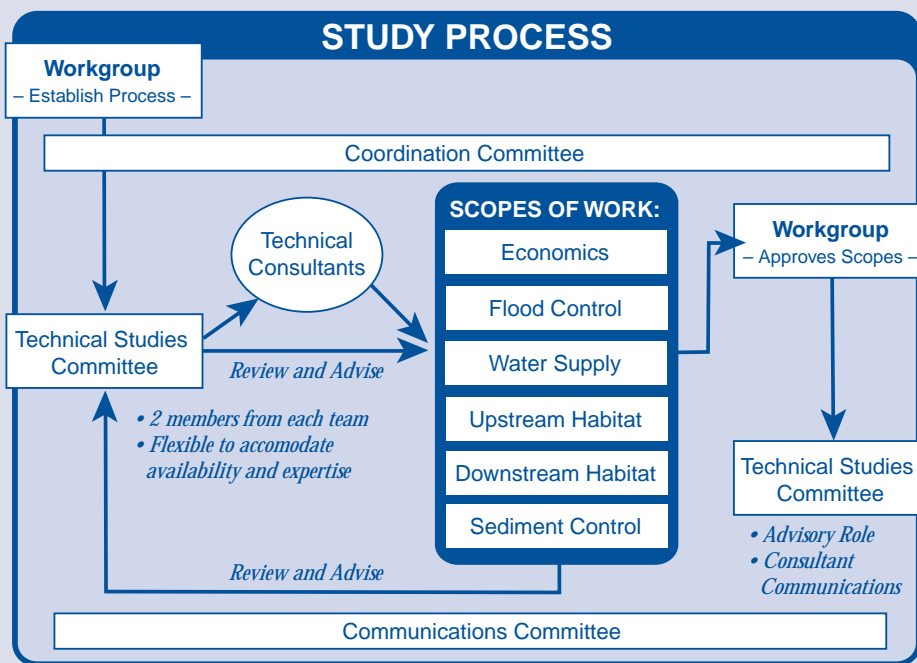 STUDY PROCESS
Workgroup
– Establish Process –
Coordination Committee
Technical
Consultants
SCOPES OF WORK:
Economics
Flood Control
Water Supply
Upstream Habitat
Downstream Habitat
Sediment Control
Workgroup
– Approves Scopes –
Technical Studies
Committee
Review and Advise
• 2 members from each team
• Flexible to accomodate
availability and expertise
Technical Studies
Committee
• Advisory Role
• Consultant
Communications
Review and Advise
Communications Committee